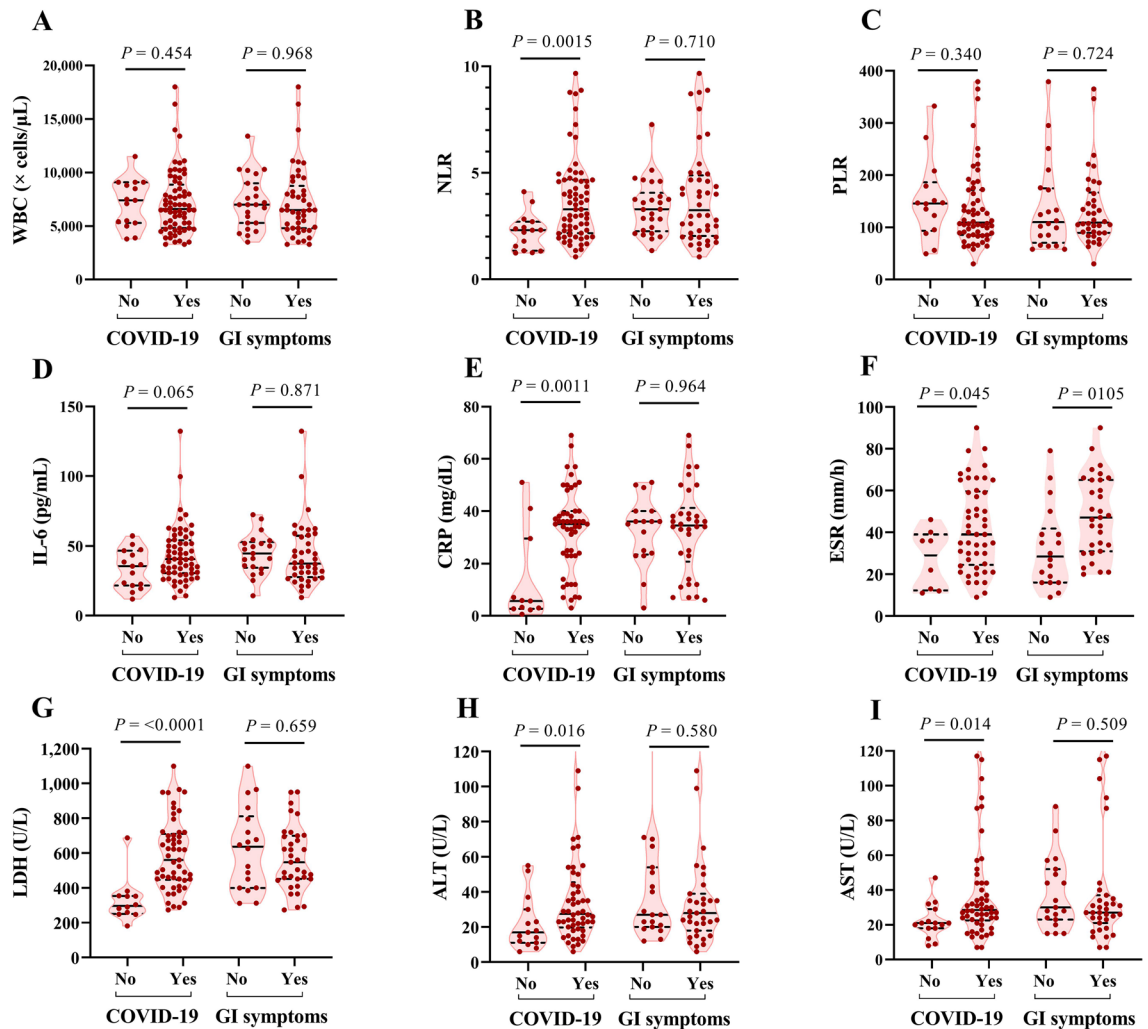 A
P = 0.454
P = 0.968
WBC (× cells/μL)
20,000
15,000
10,000
5,000
0
No Yes No Yes
COVID-19 GI symptoms
B
P = 0.0015
P = 0.710
NLR
10
5
0
No Yes No Yes
COVID-19 GI symptoms
C
P = 0.340
P = 0.724
PLR
400
300
200
100
0
No Yes No Yes
COVID-19 GI symptoms
D
P = 0.065
P = 0.871
IL-6 (pg/mL)
150
100
50
0
No Yes No Yes
COVID-19 GI symptoms
E
P = 0.0011
P = 0.964
CRP (mg/dL)
80
60
40
20
0
No Yes No Yes
COVID-19 GI symptoms
F
P = 0.045
P = 0105
ESR (mm/h)
100
80
60
40
20
0
No Yes No Yes
COVID-19 GI symptoms
G
P = <0.0001
P = 0.659
LDH (U/L)
1,200
1,000
800
600
400
200
0
No Yes No Yes
COVID-19 GI symptoms
H
P = 0.016
P = 0.580
ALT (U/L)
120
100
80
60
40
20
0
No Yes No Yes
COVID-19 GI symptoms
I
P = 0.014
P = 0.509
AST (U/L)
120
100
80
60
40
20
0
No Yes No Yes
COVID-19 GI symptoms